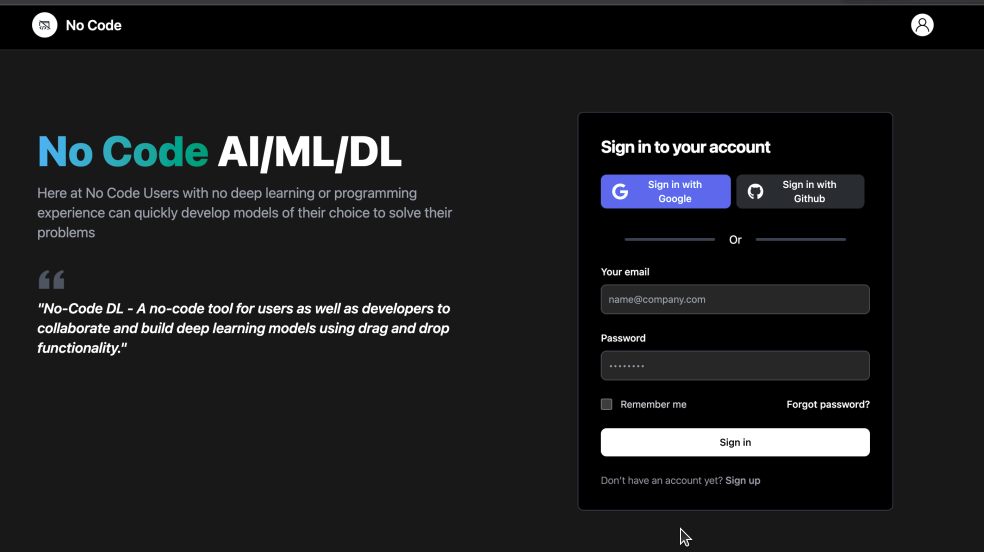 No Code
No Code AI/ML/DL
Here at No Code Users with no deep learning or programming
experience can quickly develop models of their choice to solve their
problems
"No-Code DL - A no-code tool for users as well as developers to
collaborate and build deep learning models using drag and drop
functionality."
Sign in to your account
Sign in with
Google
Sign in with
Github
Or
Your email
name@company.com
Password
••••••••
Remember me
Forgot password?
Sign in
Don't have an account yet? Sign up